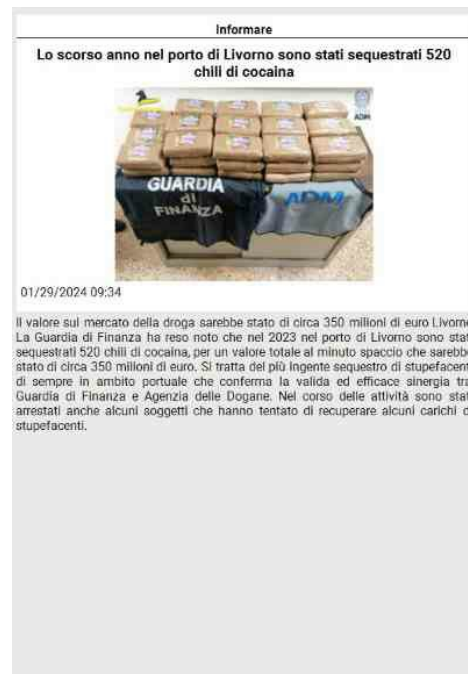 Informare
Lo scorso anno nel porto di Livorno sono stati sequestrati 520
chili di cocaina
ADM
GUARDIA
di
FINANZA
ADM
01/29/2024 09:34
Il valore sul mercato della droga sarebbe stato di circa 350 milioni di euro Livorno
La Guardia di Finanza ha reso noto che nel 2023 nel porto di Livorno sono stat
sequestrati 520 chili di cocaina, per un valore totale al minuto spaccio che sarebbe
stato di circa 350 milioni di euro. Si tratta del più ingente sequestro di stupefacent
di sempre in ambito portuale che conferma la valida ed efficace sinergia tra
Guardia di Finanza e Agenzia delle Dogane. Nel corso delle attività sono stat
arrestati anche alcuni soggetti che hanno tentato di recuperare alcuni carichi d
stupefacenti.